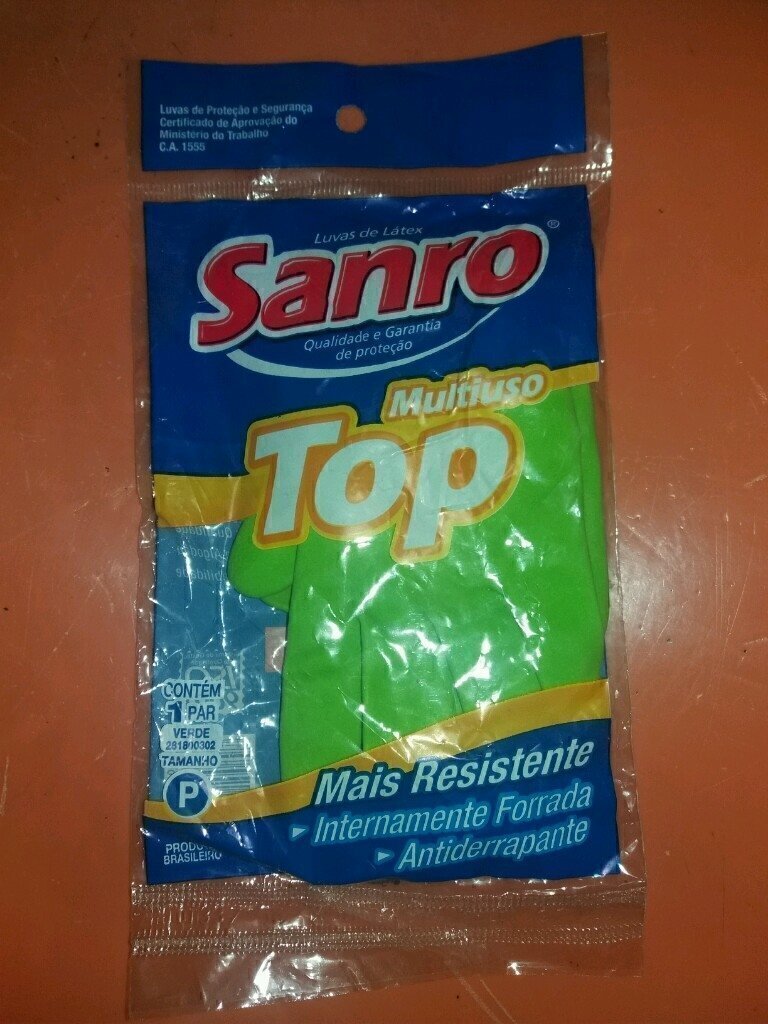 Luvas de Proteção e Segurança
Certificado de Aprovação do
Ministério do Trabalho
C.A. 1555
Luvas de Látex
Sanro®
Qualidade e Garantia
de proteção
Multiuso
Top
CONTÉM
1 PAR
VERDE
281800302
TAMANHO
P
PRODUTO
BRASILEIRO
Mais Resistente
Internamente Forrada
Antiderrapante